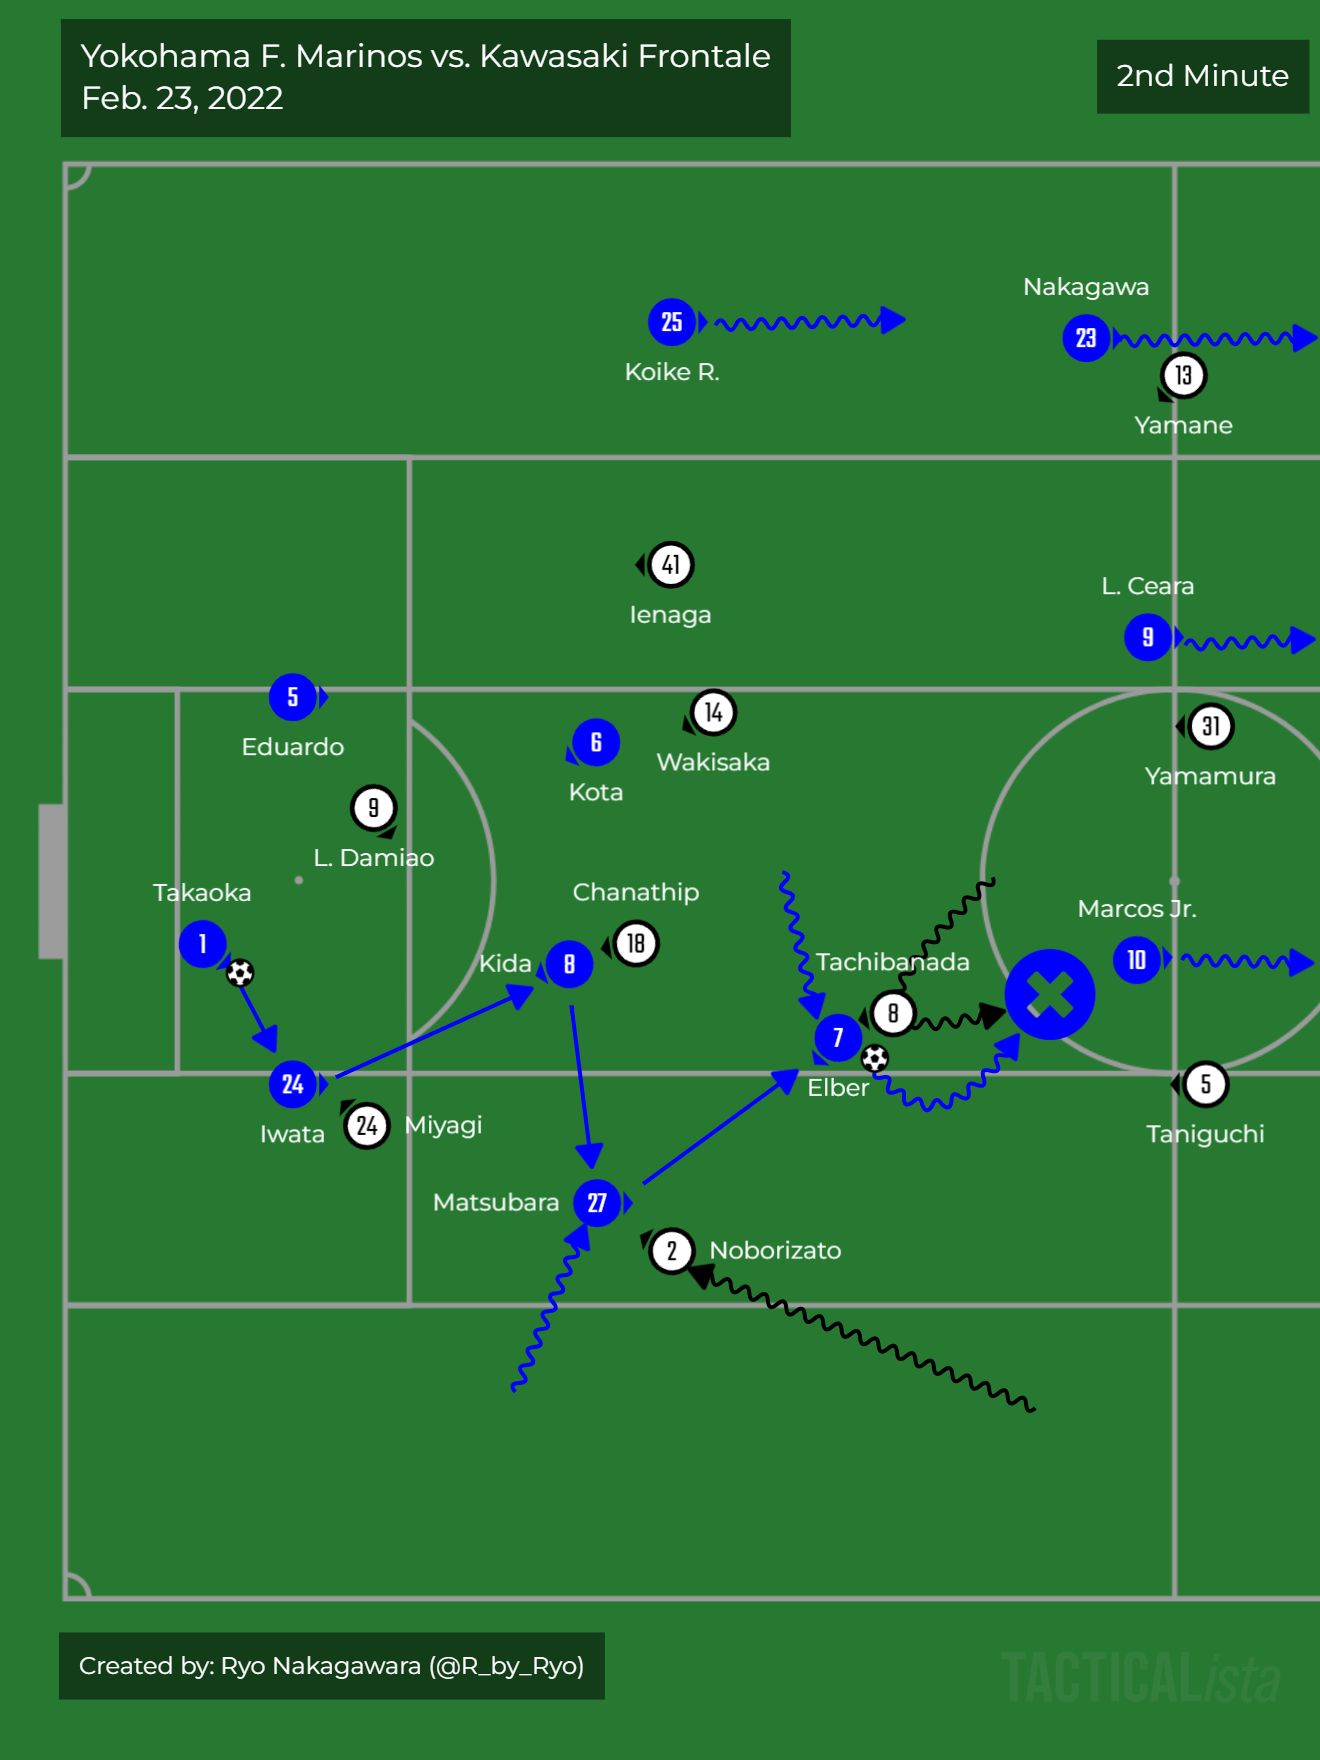 Yokohama F. Marinos vs. Kawasaki Frontale
Feb. 23, 2022
2nd Minute
Nakagawa
23
25
Koike R.
13
Yamane
41
Ienaga
L. Ceara
9
5
Eduardo
14
Wakisaka
6
Kota
31
Yamamura
9
L. Damiao
Takaoka
1
Chanathip
18
Kida
8
Marcos Jr.
10
Tachibanada
8
7
Elber
24
Iwata
24
Miyagi
5
Taniguchi
Matsubara
27
2
Noborizato
Created by: Ryo Nakagawara (@R_by_Ryo)
TACTICALista